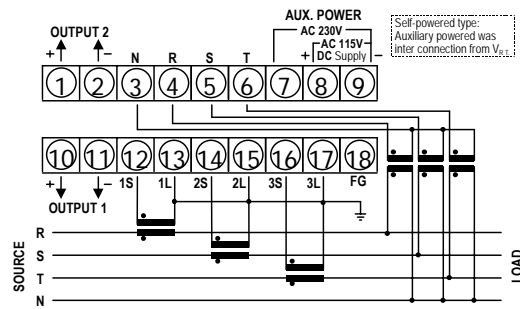 OUTPUT 2
+ −
AUX. POWER
AC 230V
AC 115V
+ DC Supply −
Self-powered type:
Auxiliary powered was
inter connection from VR.T.
N R S T
1 2 3 4 5 6 7 8 9
10 11 12 13 14 15 16 17 18
+ − 1S 1L 2S 2L 3S 3L FG
OUTPUT 1
SOURCE
R
S
T
N
LOAD